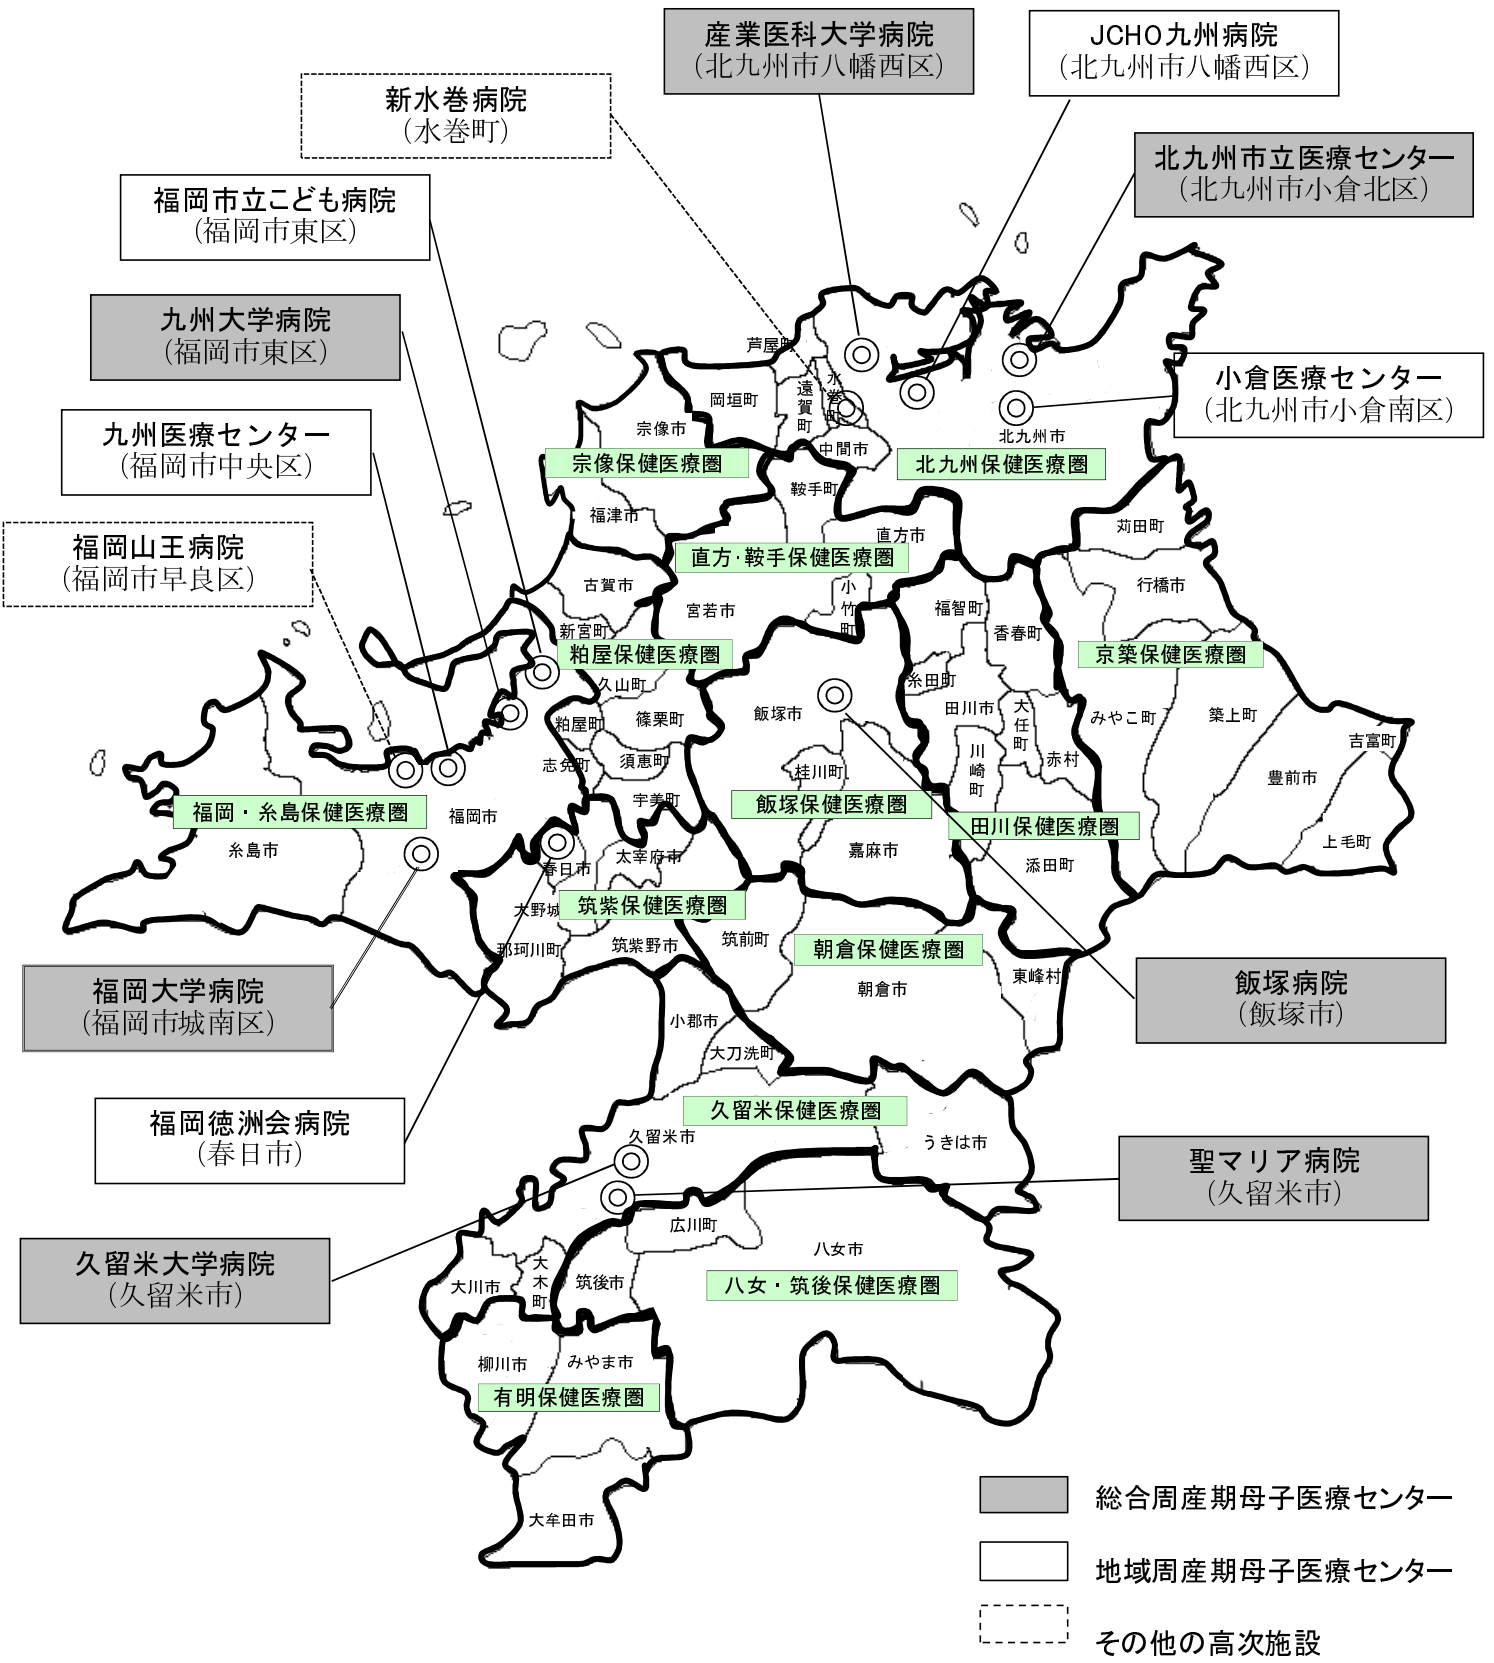 産業医科大学病院
（北九州市八幡西区）
JCHO九州病院
（北九州市八幡西区）
新水巻病院
（水巻町）
北九州市立医療センター
（北九州市小倉北区）
福岡市立こども病院
（福岡市東区）
九州大学病院
（福岡市東区）
小倉医療センター
（北九州市小倉南区）
九州医療センター
（福岡市中央区）
福岡山王病院
（福岡市早良区）
芦屋町
岡垣町
遠賀町
水巻町
宗像市
中間市
北九州市
宗像保健医療圏
北九州保健医療圏
鞍手町
福津市
直方市
苅田町
直方・鞍手保健医療圏
古賀市
小竹町
行橋市
宮若市
福智町
新宮町
香春町
粕屋保健医療圏
京築保健医療圏
久山町
糸田町
飯塚市
田川市
大任町
みやこ町
築上町
粕屋町
篠栗町
吉富町
志免町
須恵町
桂川町
川崎町
赤村
豊前市
宇美町
飯塚保健医療圏
福岡・糸島保健医療圏
福岡市
田川保健医療圏
上毛町
糸島市
太宰府市
嘉麻市
春日市
添田町
大野城
筑紫保健医療圏
那珂川町
筑紫野市
筑前町
朝倉保健医療圏
東峰村
朝倉市
福岡大学病院
（福岡市城南区）
飯塚病院
（飯塚市）
小郡市
大刀洗町
久留米保健医療圏
福岡徳洲会病院
（春日市）
久留米市
うきは市
聖マリア病院
（久留米市）
広川町
八女市
久留米大学病院
（久留米市）
大川市
大木町
筑後市
八女・筑後保健医療圏
柳川市
みやま市
有明保健医療圏
大牟田市
総合周産期母子医療センター
地域周産期母子医療センター
その他の高次施設